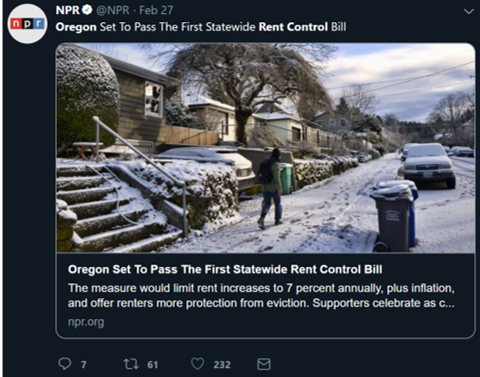 npr
NPR @NPR · Feb 27
Oregon Set To Pass The First Statewide Rent Control Bill
Oregon Set To Pass The First Statewide Rent Control Bill
The measure would limit rent increases to 7 percent annually, plus inflation,
and offer renters more protection from eviction. Supporters celebrate as c...
npr.org
7 61 232